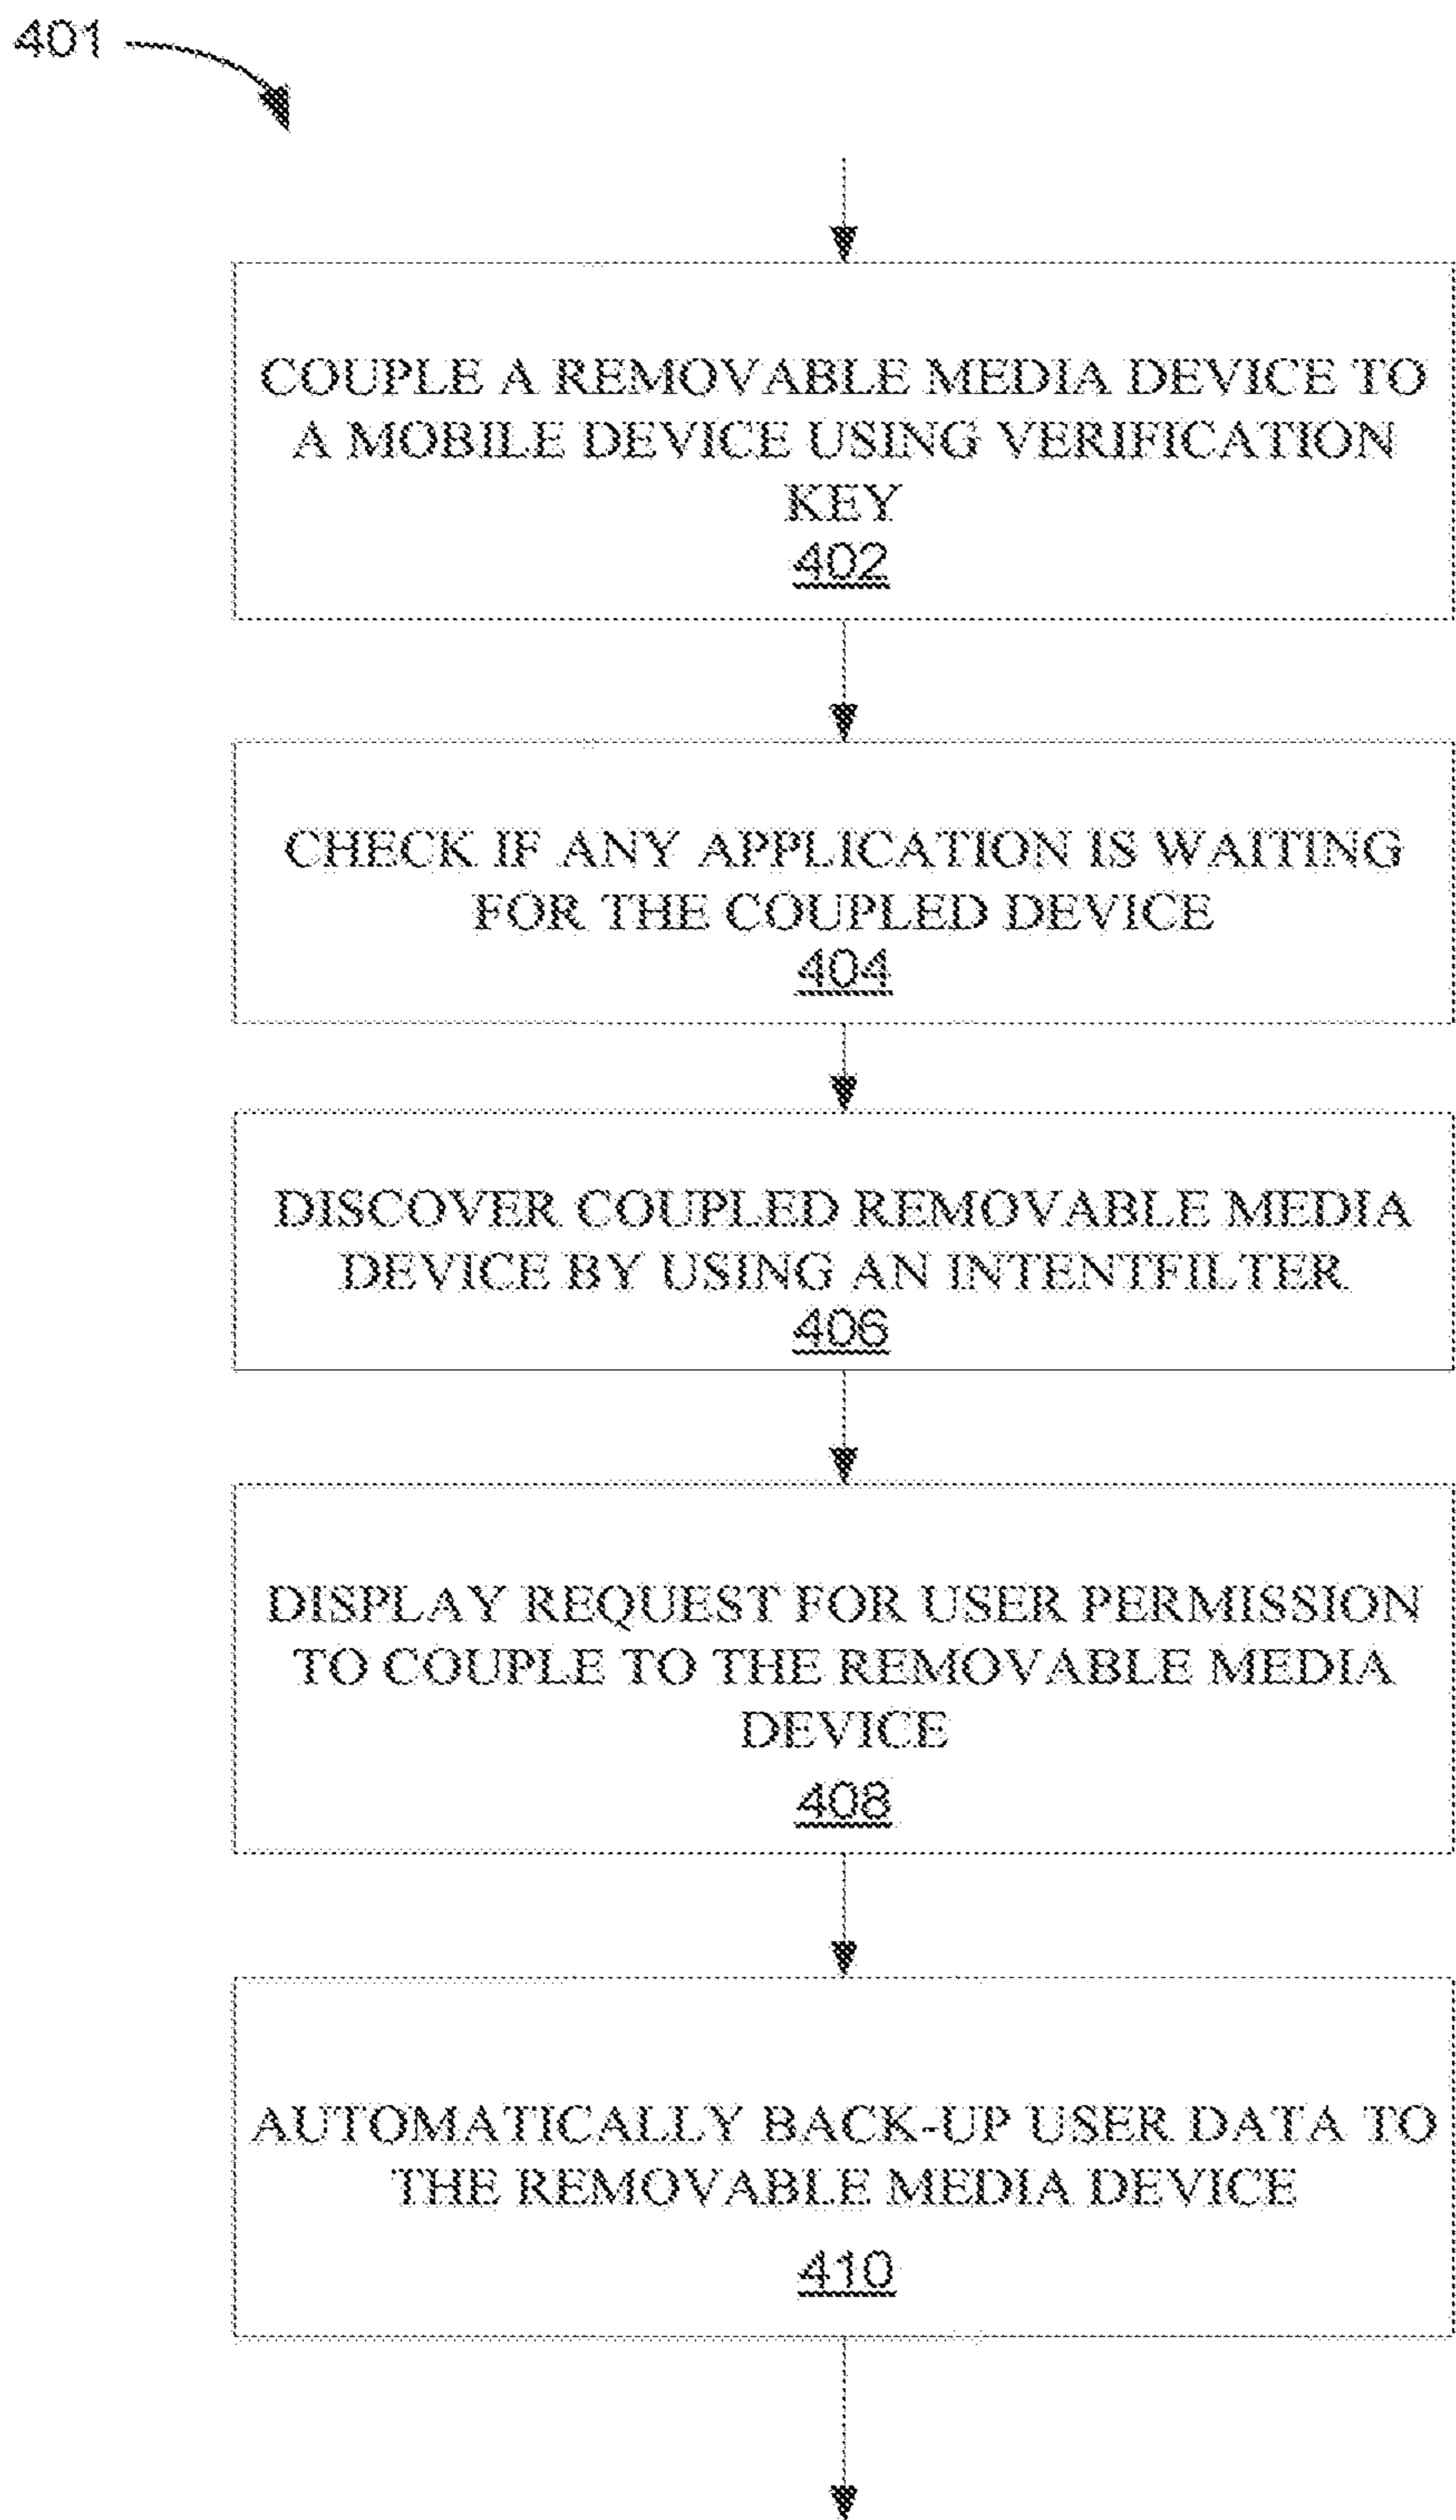 401
COUPLE A REMOVABLE MEDIA DEVICE TO
A MOBILE DEVICE USING VERIFICATION
KEY
402
CHECK IF ANY APPLICATION IS WAITING
FOR THE COUPLED DEVICE
404
DISCOVER COUPLED REMOVABLE MEDIA
DEVICE BY USING AN INTENTFILTER
406
DISPLAY REQUEST FOR USER PERMISSION
TO COUPLE TO THE REMOVABLE MEDIA
DEVICE
408
AUTOMATICALLY BACK-UP USER DATA TO
THE REMOVABLE MEDIA DEVICE
410